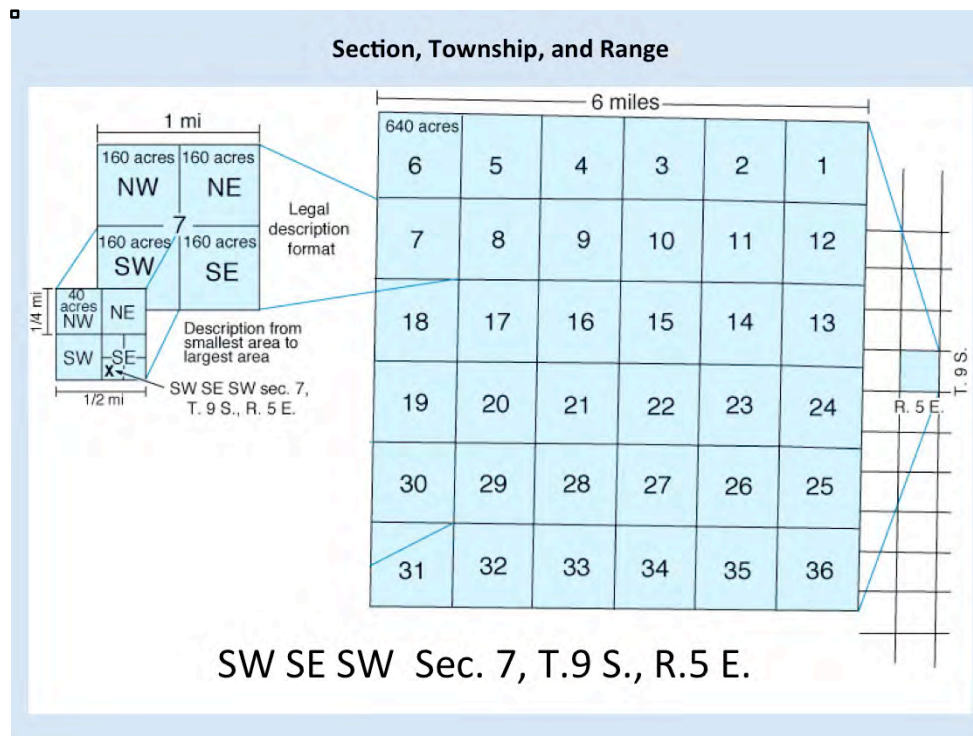 Section, Township, and Range
6 miles
1 mi
640 acres
6 5 4 3 2 1
7 8 9 10 11 12
18 17 16 15 14 13
19 20 21 22 23 24
30 29 28 27 26 25
31 32 33 34 35 36
160 acres 160 acres
NW NE
7
160 acres 160 acres
SW SE
Legal
description
format
1/4 mi
40
acres
NW NE
SW SE
X
1/2 mi
Description from
smallest area to
largest area
SW SE SW sec. 7,
T. 9 S., R. 5 E.
T. 9 S.
R. 5 E.
SW SE SW Sec. 7, T.9 S., R.5 E.